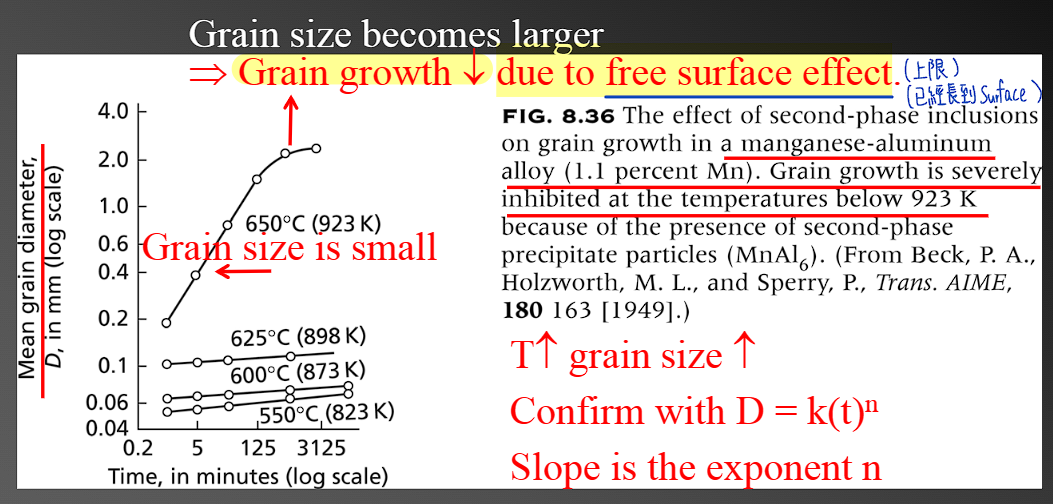 Grain size becomes larger
⇒ Grain growth ↓ due to free surface effect.
(上限)
(已經長到 Surface)
FIG. 8.36 The effect of second-phase inclusions
on grain growth in a manganese-aluminum
alloy (1.1 percent Mn). Grain growth is severely
inhibited at the temperatures below 923 K
because of the presence of second-phase
precipitate particles (MnAl₆). (From Beck, P. A.,
Holzworth, M. L., and Sperry, P., Trans. AIME,
180 163 [1949].)
Mean grain diameter,
D, in mm (log scale)
4.0
2.0
1.0
0.6
0.4
0.2
0.1
0.06
0.04
650°C (923 K)
Grain size is small
625°C (898 K)
600°C (873 K)
550°C (823 K)
0.2 5 125 3125
Time, in minutes (log scale)
T↑ grain size ↑
Confirm with D = k(t)ⁿ
Slope is the exponent n